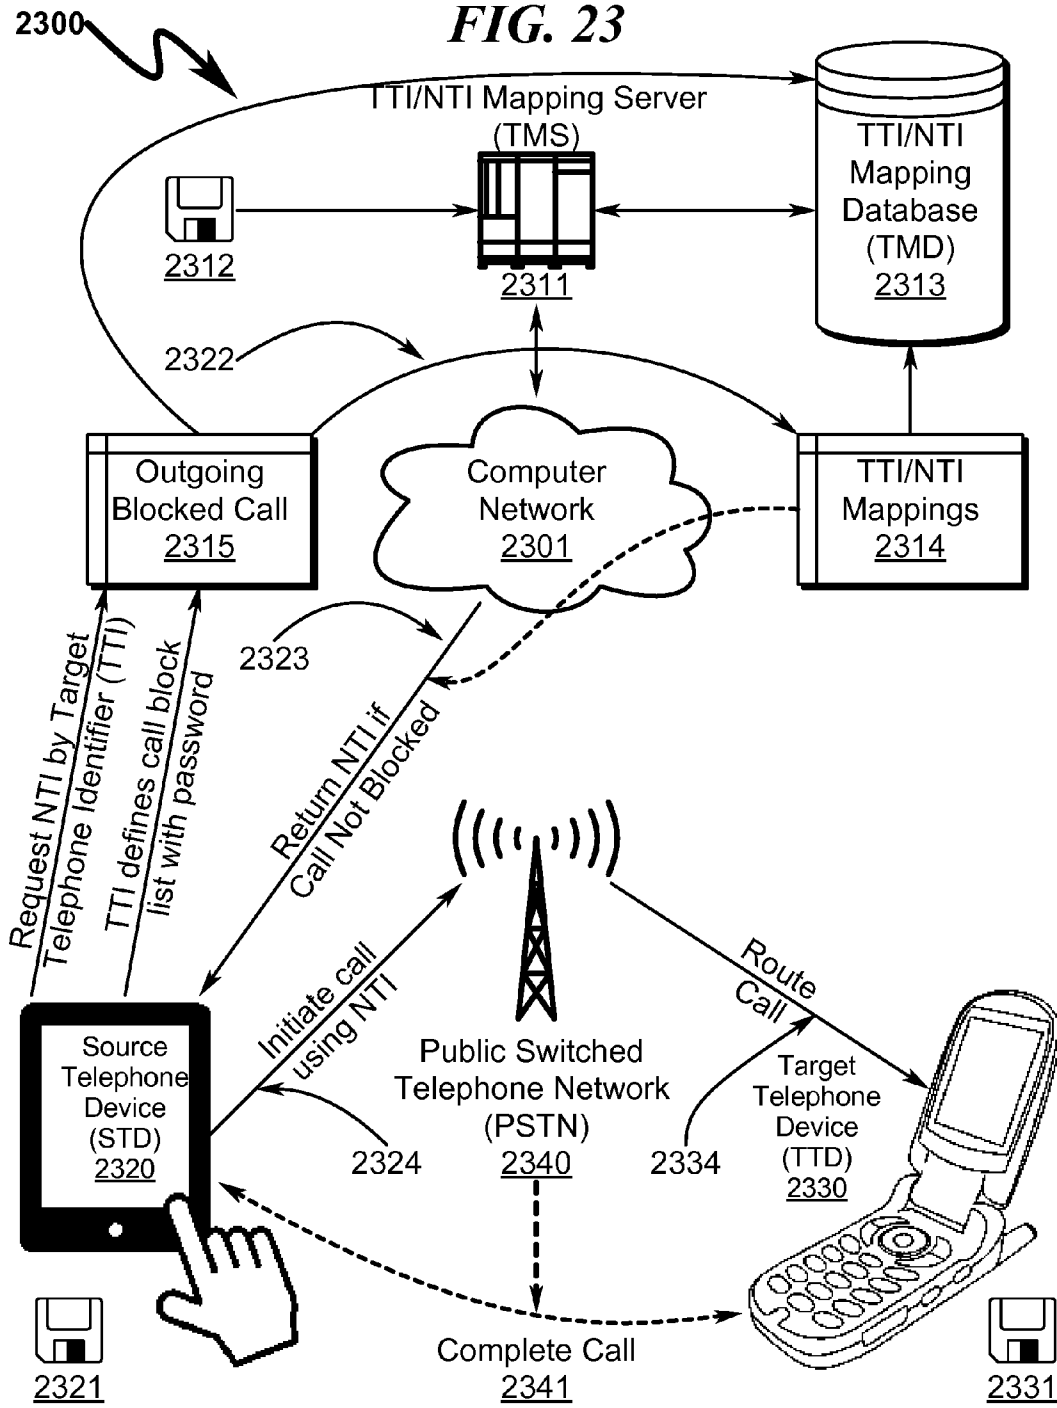 FIG. 23
2300
TTI/NTI Mapping Server
(TMS)
2311
2312
TTI/NTI
Mapping
Database
(TMD)
2313
2322
Outgoing
Blocked Call
2315
Computer
Network
2301
TTI/NTI
Mappings
2314
2323
Request NTI by Target
Telephone Identifier (TTI)
TTI defines call block
list with password
Return NTI if
Call Not Blocked
Initiate call
using NTI
Route
Call
Source
Telephone
Device
(STD)
2320
2324
Public Switched
Telephone Network
(PSTN)
2340
2334
Target
Telephone
Device
(TTD)
2330
Complete Call
2341
2321
2331